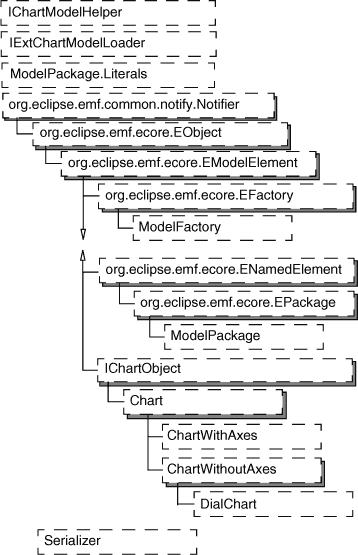 IChartModelHelper
IExtChartModelLoader
ModelPackage.Literals
org.eclipse.emf.common.notify.Notifier
org.eclipse.emf.ecore.EObject
org.eclipse.emf.ecore.EModelElement
org.eclipse.emf.ecore.EFactory
ModelFactory
org.eclipse.emf.ecore.ENamedElement
org.eclipse.emf.ecore.EPackage
ModelPackage
IChartObject
Chart
ChartWithAxes
ChartWithoutAxes
DialChart
Serializer